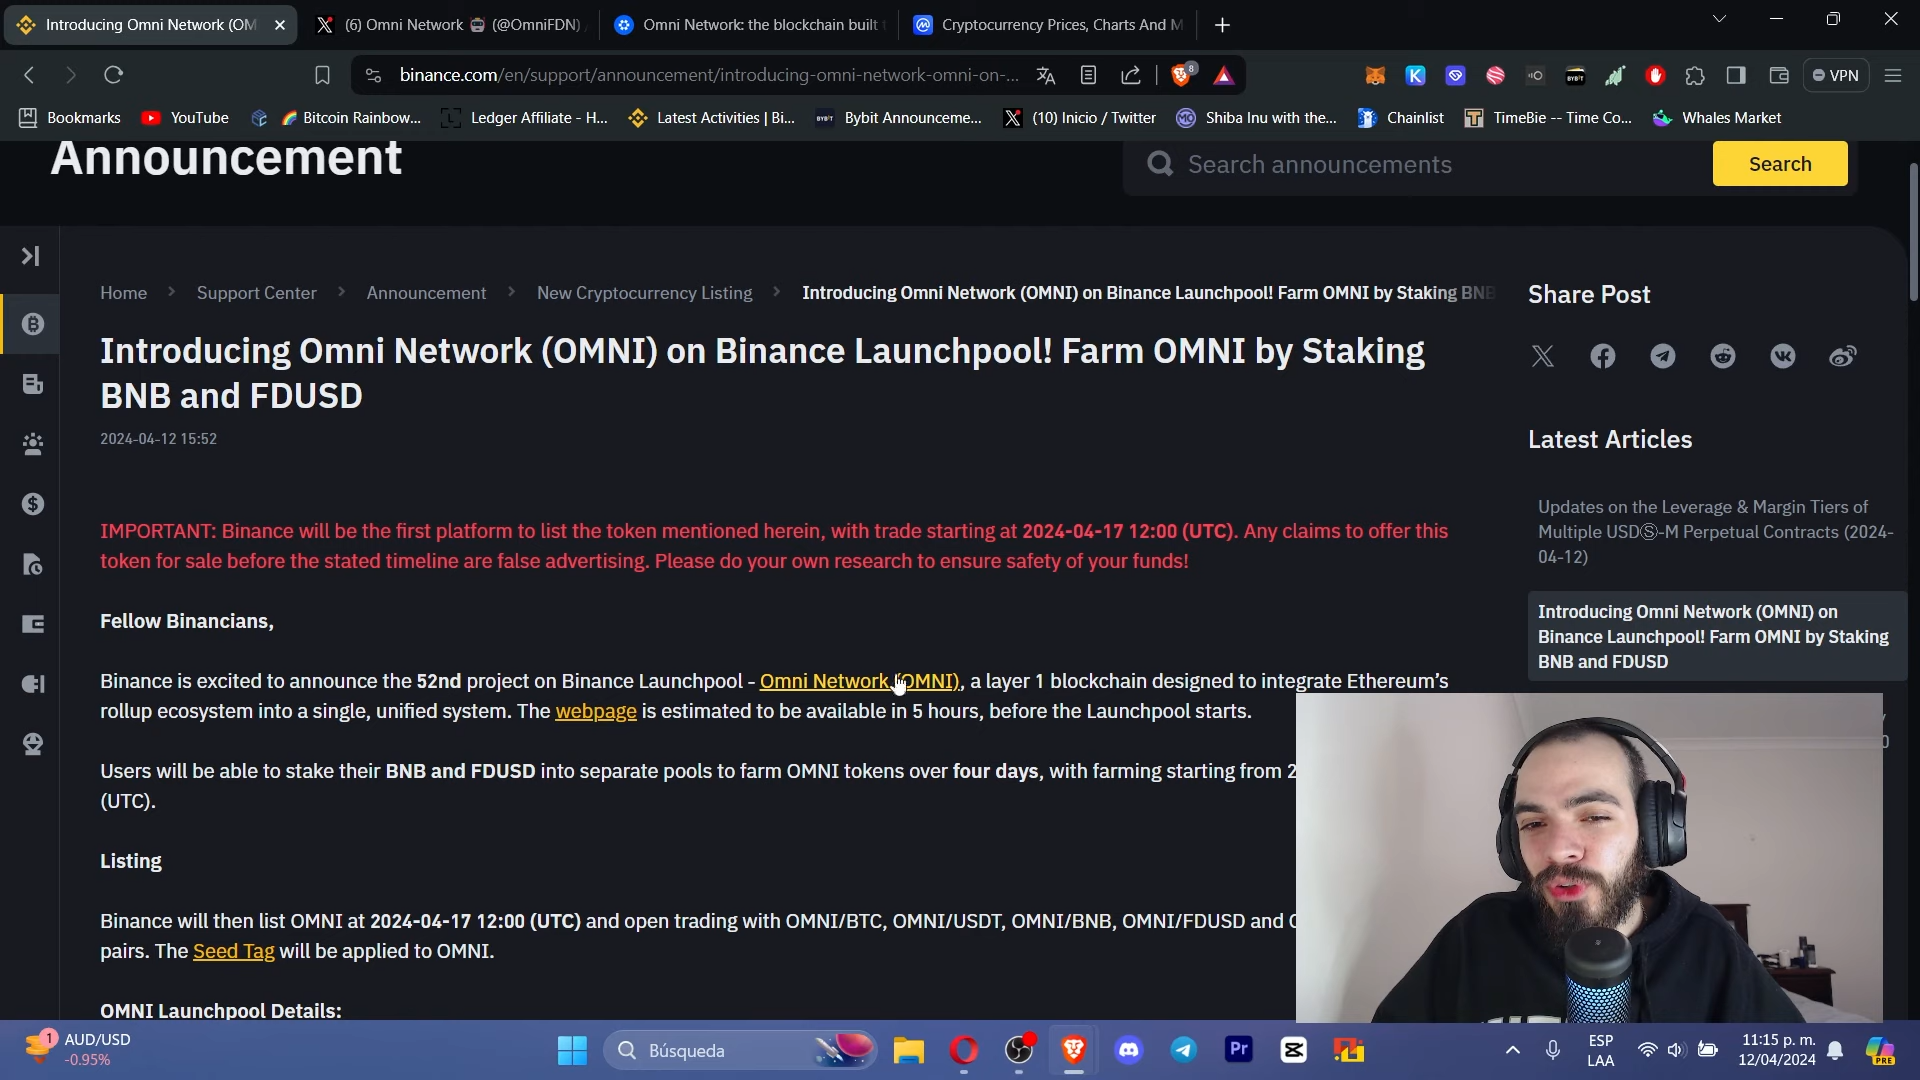 Introducing Omni Network (OM
(6) Omni Network (@OmniFDN)
Omni Network: the blockchain built
Cryptocurrency Prices, Charts And M
binance.com/en/support/announcement/introducing-omni-network-omni-on-...
8
VPN
Bookmarks
YouTube
Bitcoin Rainbow...
Ledger Affiliate - H...
Latest Activities | Bi...
Bybit Announceme...
(10) Inicio / Twitter
Shiba Inu with the...
Chainlist
TimeBie -- Time Co...
Whales Market
Announcement
Search announcements
Search
Home > Support Center > Announcement > New Cryptocurrency Listing > Introducing Omni Network (OMNI) on Binance Launchpool! Farm OMNI by Staking BNB
Introducing Omni Network (OMNI) on Binance Launchpool! Farm OMNI by Staking
BNB and FDUSD
2024-04-12 15:52
IMPORTANT: Binance will be the first platform to list the token mentioned herein, with trade starting at 2024-04-17 12:00 (UTC). Any claims to offer this
token for sale before the stated timeline are false advertising. Please do your own research to ensure safety of your funds!
Fellow Binancians,
Binance is excited to announce the 52nd project on Binance Launchpool - Omni Network (OMNI), a layer 1 blockchain designed to integrate Ethereum's
rollup ecosystem into a single, unified system. The webpage is estimated to be available in 5 hours, before the Launchpool starts.
Users will be able to stake their BNB and FDUSD into separate pools to farm OMNI tokens over four days, with farming starting from 2
(UTC).
Listing
Binance will then list OMNI at 2024-04-17 12:00 (UTC) and open trading with OMNI/BTC, OMNI/USDT, OMNI/BNB, OMNI/FDUSD and
pairs. The Seed Tag will be applied to OMNI.
OMNI Launchpool Details:
Share Post
Latest Articles
Updates on the Leverage & Margin Tiers of
Multiple USDⓈ-M Perpetual Contracts (2024-
04-12)
Introducing Omni Network (OMNI) on
Binance Launchpool! Farm OMNI by Staking
BNB and FDUSD
1
AUD/USD
-0.95%
Búsqueda
Pr
ESP
LAA
11:15 p. m.
12/04/2024
PRE